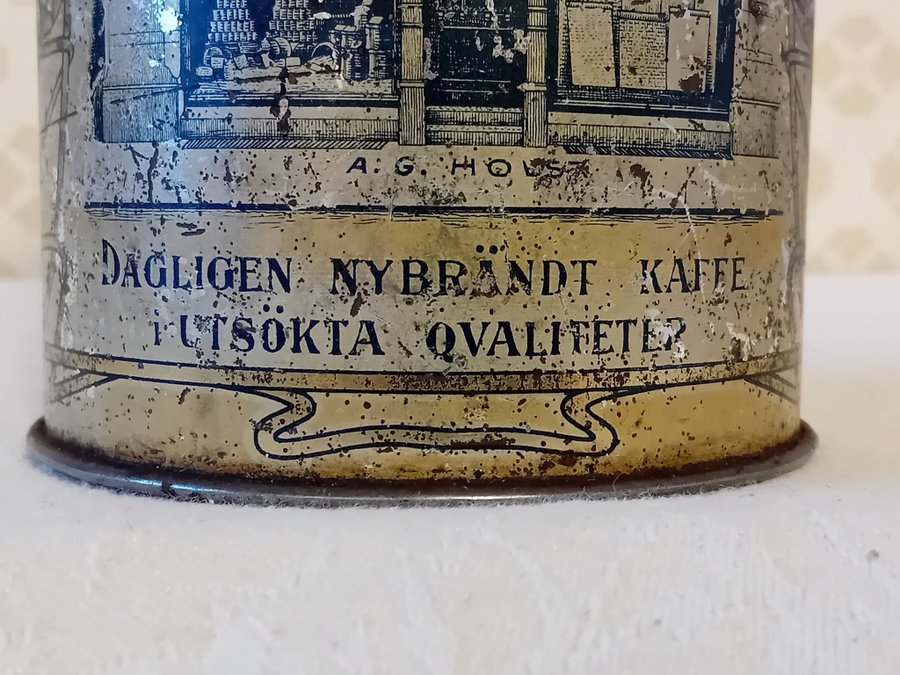 A. G. HOLST
DAGLIGEN NYBRÄNDT KAFFE
I UTSÖKTA QVALITETER